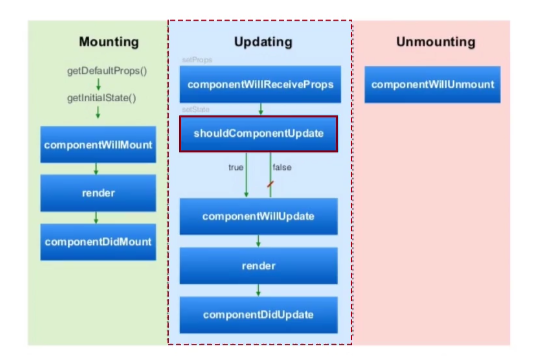 Mounting
getDefaultProps()
getInitialState()
componentWillMount
render
componentDidMount
Updating
setProps
componentWillReceiveProps
setState
shouldComponentUpdate
true
false
componentWillUpdate
render
componentDidUpdate
Unmounting
componentWillUnmount